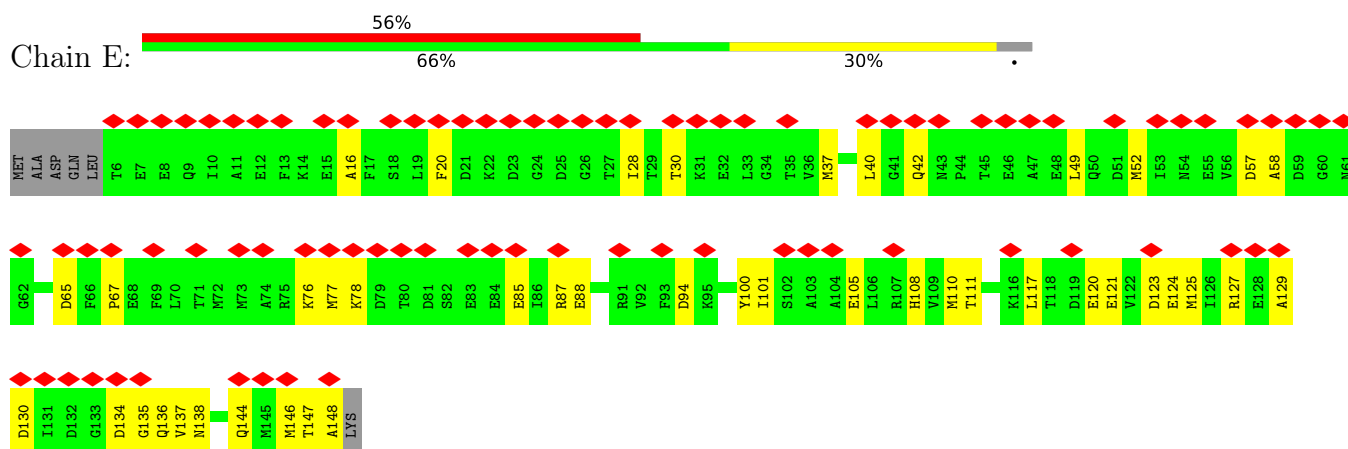 56%
Chain E:
66% 30% •
MET ALA ASP GLN LEU T6 E7 E8 Q9 I10 A11 E12 F13 K14 E15 A16 F17 S18 L19 F20 D21 K22 D23 G24 D25 G26 T27 I28 T29 T30 K31 E32 L33 G34 T35 V36 M37 L40 G41 Q42 N43 P44 T45 E46 A47 E48 L49 Q50 D51 M52 I53 N54 E55 V56 D57 A58 D59 G60 N61
G62 D65 F66 P67 E68 F69 L70 T71 M72 M73 A74 R75 K76 M77 K78 D79 T80 D81 S82 E83 E84 E85 I86 R87 E88 R91 V92 F93 D94 K95 Y100 I101 S102 A103 A104 E105 L106 R107 H108 V109 M110 T111 K116 L117 T118 D119 E120 E121 V122 D123 E124 M125 I126 R127 E128 A129
D130 I131 D132 G133 D134 G135 Q136 V137 N138 Q144 M145 M146 T147 A148 LYS